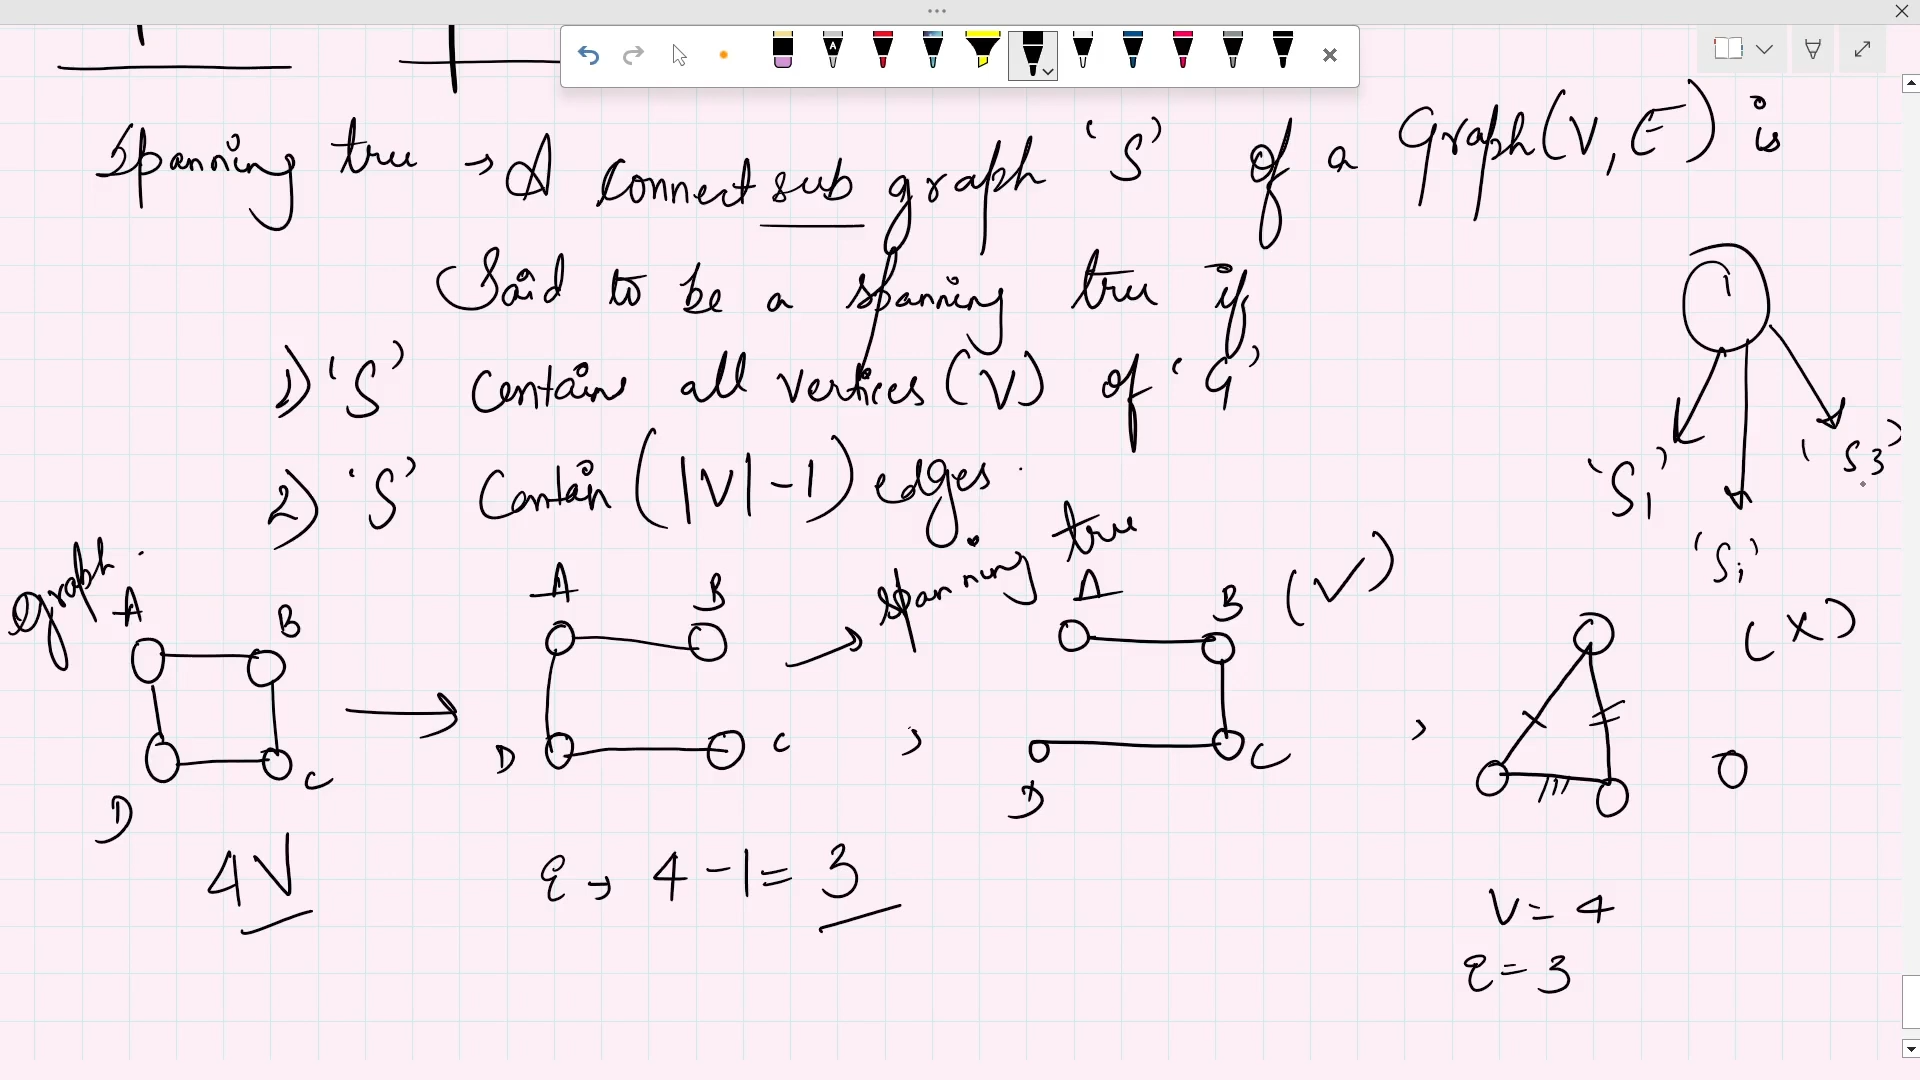 Spanning tree → A connect sub graph 'S' of a Graph(V, E) is
Said to be a spanning tree if
1) 'S' Contains all vertices (V) of 'G'
2) 'S' Contain (|V| - 1) edges.
1
'S1'
'Si'
'S3'
graph.
A
B
C
D
A
B
C
D
→ spanning tree
A
B
C
D
(✓)
(×)
4V
E → 4 - 1 = 3
V = 4
E = 3